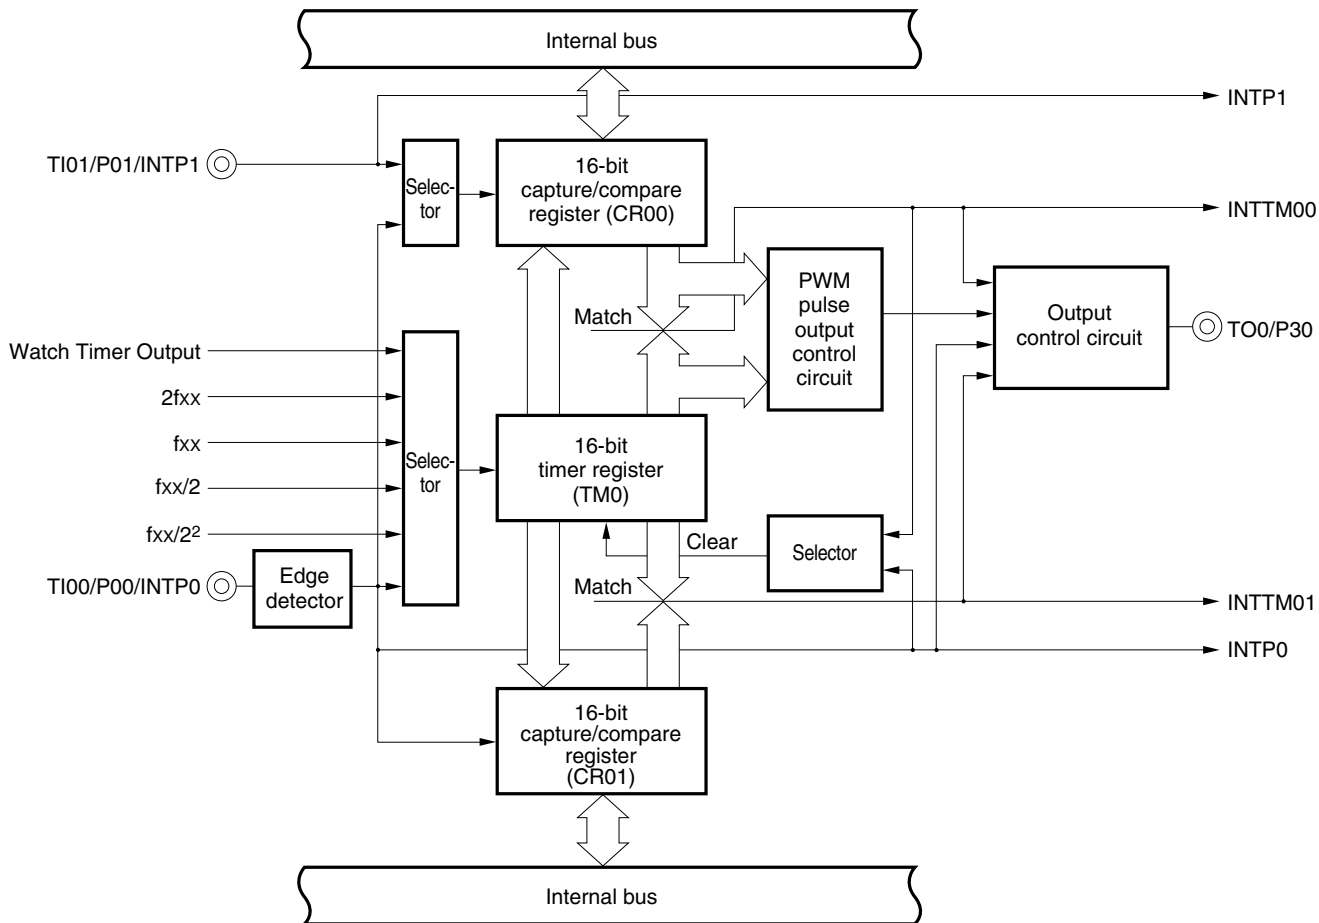 Internal bus
INTP1
TI01/P01/INTP1
Selec-
tor
16-bit
capture/compare
register (CR00)
INTTM00
PWM
pulse
output
control
circuit
Match
Output
control circuit
TO0/P30
Watch Timer Output
2fxx
fxx
fxx/2
fxx/2²
Selec-
tor
16-bit
timer register
(TM0)
Clear
Selector
TI00/P00/INTP0
Edge
detector
Match
INTTM01
INTP0
16-bit
capture/compare
register
(CR01)
Internal bus